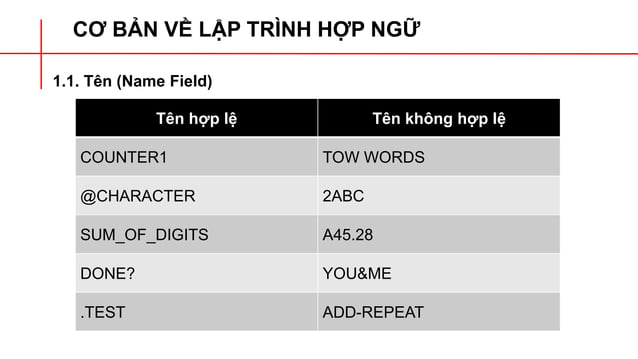 CƠ BẢN VỀ LẬP TRÌNH HỢP NGỮ
1.1. Tên (Name Field)
Tên hợp lệ Tên không hợp lệ
COUNTER1 TOW WORDS
@CHARACTER 2ABC
SUM_OF_DIGITS A45.28
DONE? YOU&ME
.TEST ADD-REPEAT